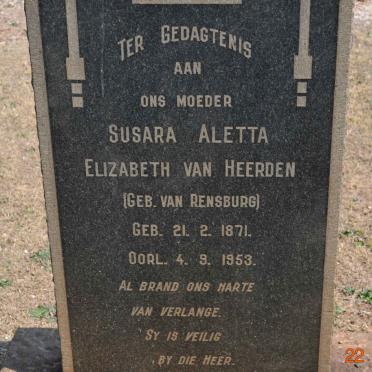 TER GEDAGTENIS
AAN
ONS MOEDER
SUSARA ALETTA
ELIZABETH VAN HEERDEN
(GEB. VAN RENSBURG)
GEB. 21. 2. 1871.
OORL. 4. 9. 1953.
AL BRAND ONS HARTE
VAN VERLANGE.
SY IS VEILIG
BY DIE HEER.
22